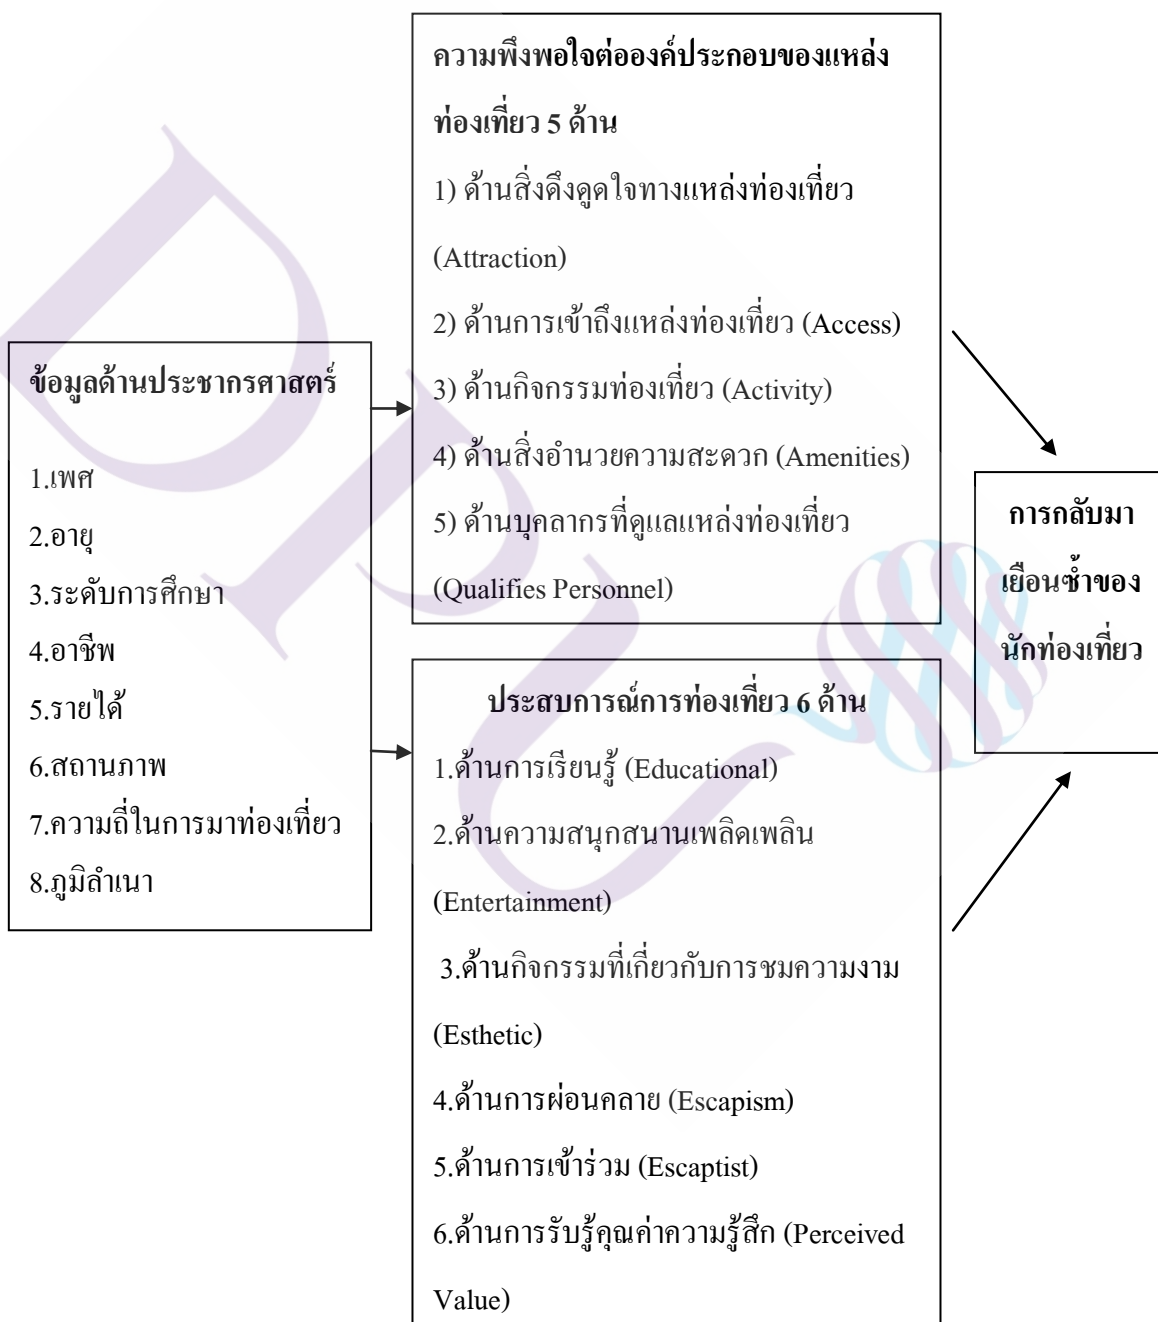 ข้อมูลด้านประชากรศาสตร์
1.เพศ
2.อายุ
3.ระดับการศึกษา
4.อาชีพ
5.รายได้
6.สถานภาพ
7.ความถี่ในการมาท่องเที่ยว
8.ภูมิลำเนา
ความพึงพอใจต่อองค์ประกอบของแหล่ง
ท่องเที่ยว 5 ด้าน
1) ด้านสิ่งดึงดูดใจทางแหล่งท่องเที่ยว
(Attraction)
2) ด้านการเข้าถึงแหล่งท่องเที่ยว (Access)
3) ด้านกิจกรรมท่องเที่ยว (Activity)
4) ด้านสิ่งอำนวยความสะดวก (Amenities)
5) ด้านบุคลากรที่ดูแลแหล่งท่องเที่ยว
(Qualifies Personnel)
ประสบการณ์การท่องเที่ยว 6 ด้าน
1.ด้านการเรียนรู้ (Educational)
2.ด้านความสนุกสนานเพลิดเพลิน
(Entertainment)
3.ด้านกิจกรรมที่เกี่ยวกับการชมความงาม
(Esthetic)
4.ด้านการผ่อนคลาย (Escapism)
5.ด้านการเข้าร่วม (Escaptist)
6.ด้านการรับรู้คุณค่าความรู้สึก (Perceived
Value)
การกลับมา
เยือนซ้ำของ
นักท่องเที่ยว
DPU